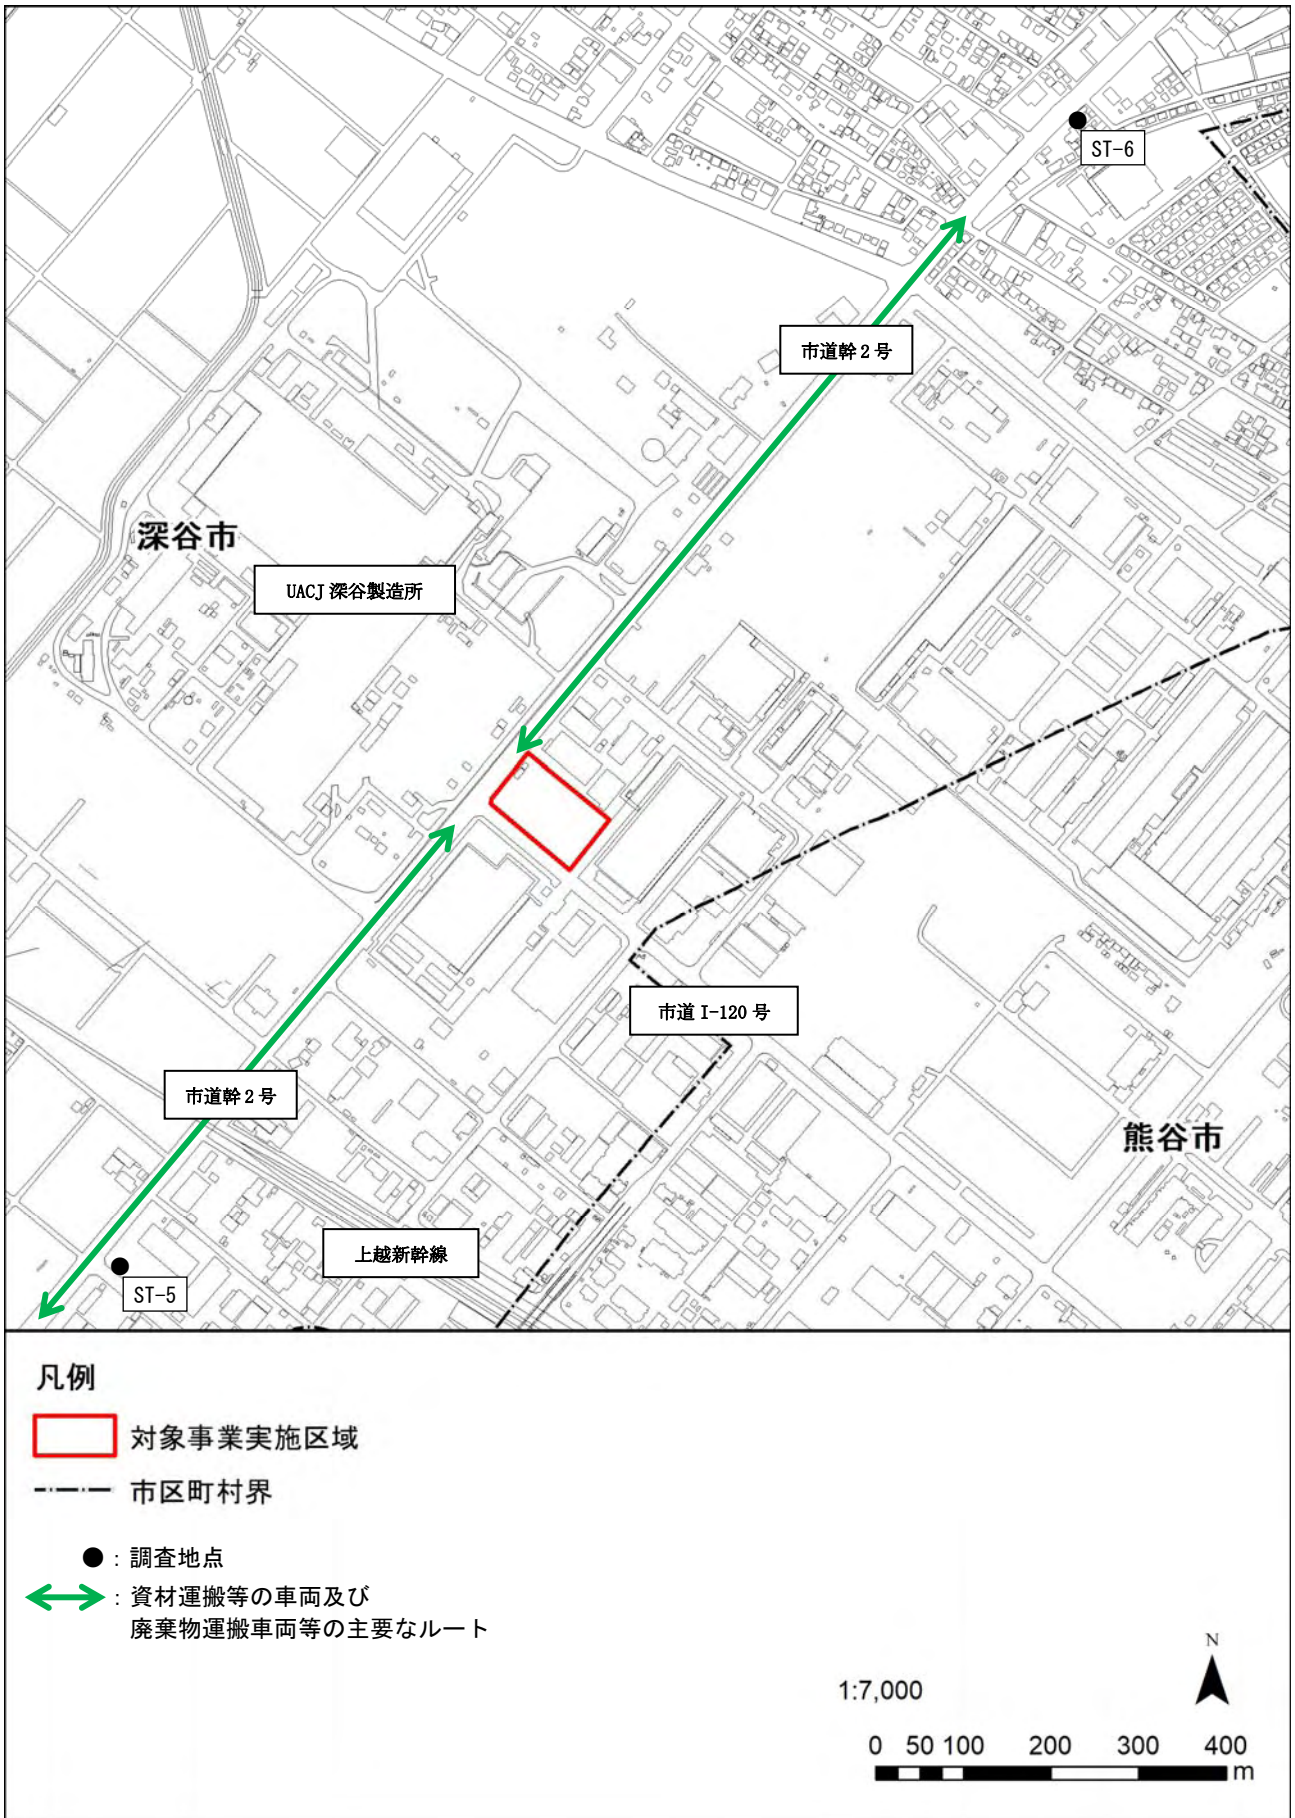 ST-6
市道幹2号
深谷市
UACJ 深谷製造所
市道 I-120 号
市道幹2号
熊谷市
上越新幹線
ST-5
凡例
対象事業実施区域
市区町村界
● : 調査地点
: 資材運搬等の車両及び
廃棄物運搬車両等の主要なルート
N
1:7,000
0 50 100 200 300 400
m